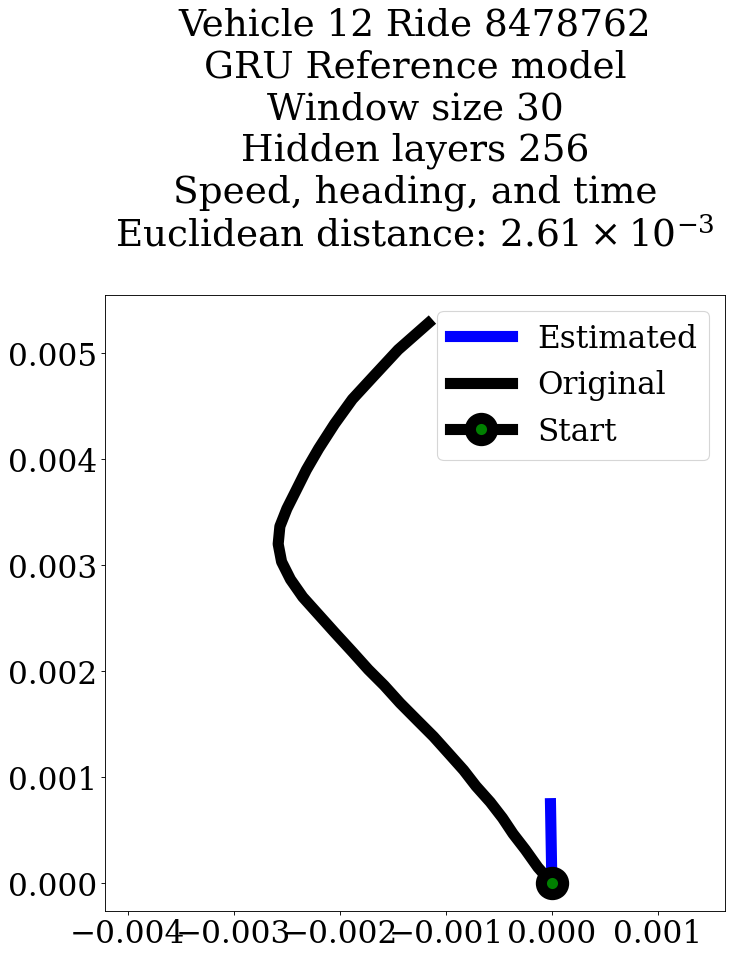 Vehicle 12 Ride 8478762
GRU Reference model
Window size 30
Hidden layers 256
Speed, heading, and time
Euclidean distance: 2.61 × 10⁻³
Estimated
Original
Start
0.005
0.004
0.003
0.002
0.001
0.000
−0.004 −0.003 −0.002 −0.001 0.000 0.001